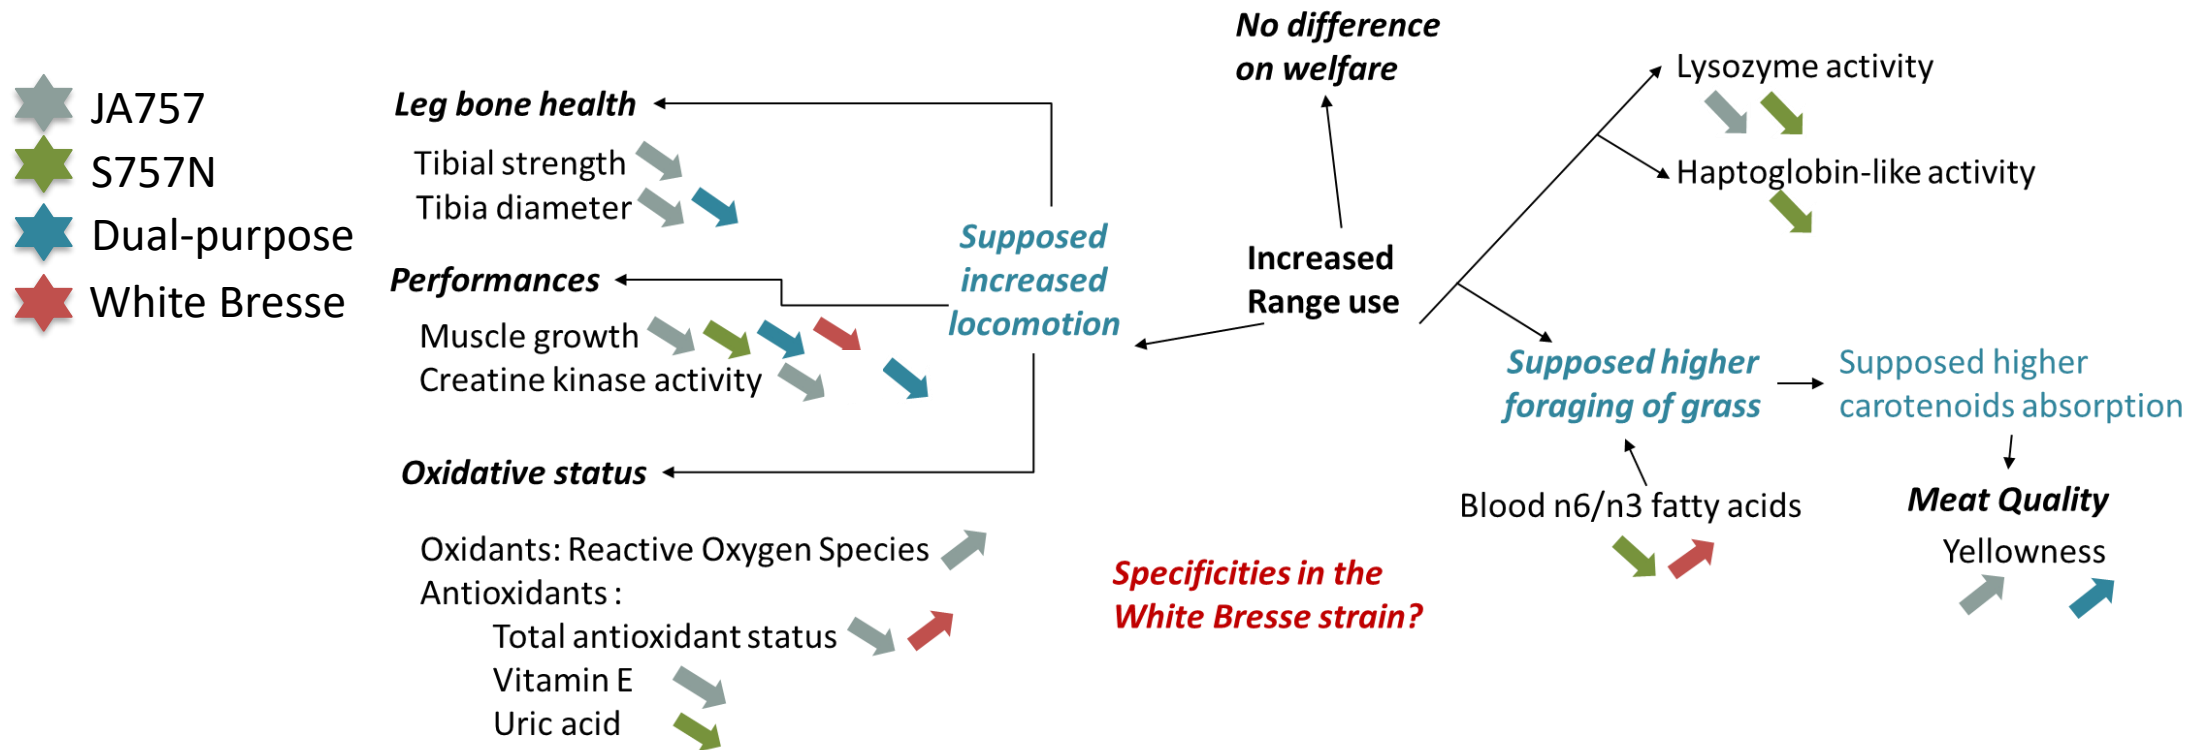 JA757
S757N
Dual-purpose
White Bresse
Leg bone health
Tibial strength
Tibia diameter
Performances
Muscle growth
Creatine kinase activity
Oxidative status
Oxidants: Reactive Oxygen Species
Antioxidants :
Total antioxidant status
Vitamin E
Uric acid
Supposed
increased
locomotion
No difference
on welfare
Increased
Range use
Specificities in the
White Bresse strain?
Lysozyme activity
Haptoglobin-like activity
Supposed higher
foraging of grass
Supposed higher
carotenoids absorption
Blood n6/n3 fatty acids
Meat Quality
Yellowness